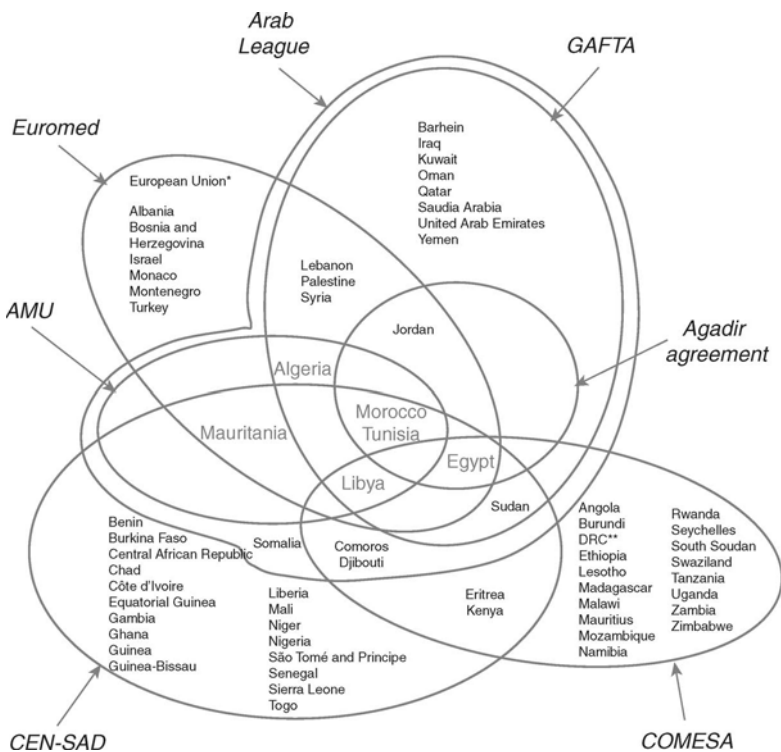 Arab
League
GAFTA
Euromed
Barhein
Iraq
Kuwait
Oman
Qatar
Saudia Arabia
United Arab Emirates
Yemen
European Union*
Albania
Bosnia and
Herzegovina
Israel
Monaco
Montenegro
Turkey
Lebanon
Palestine
Syria
AMU
Jordan
Agadir
agreement
Algeria
Morocco
Tunisia
Mauritania
Egypt
Libya
Sudan
Somalia
Comoros
Djibouti
Benin
Burkina Faso
Central African Republic
Chad
Côte d'Ivoire
Equatorial Guinea
Gambia
Ghana
Guinea
Guinea-Bissau
Liberia
Mali
Niger
Nigeria
São Tomé and Principe
Senegal
Sierra Leone
Togo
Eritrea
Kenya
Angola
Burundi
DRC**
Ethiopia
Lesotho
Madagascar
Malawi
Mauritius
Mozambique
Namibia
Rwanda
Seychelles
South Soudan
Swaziland
Tanzania
Uganda
Zambia
Zimbabwe
CEN-SAD
COMESA